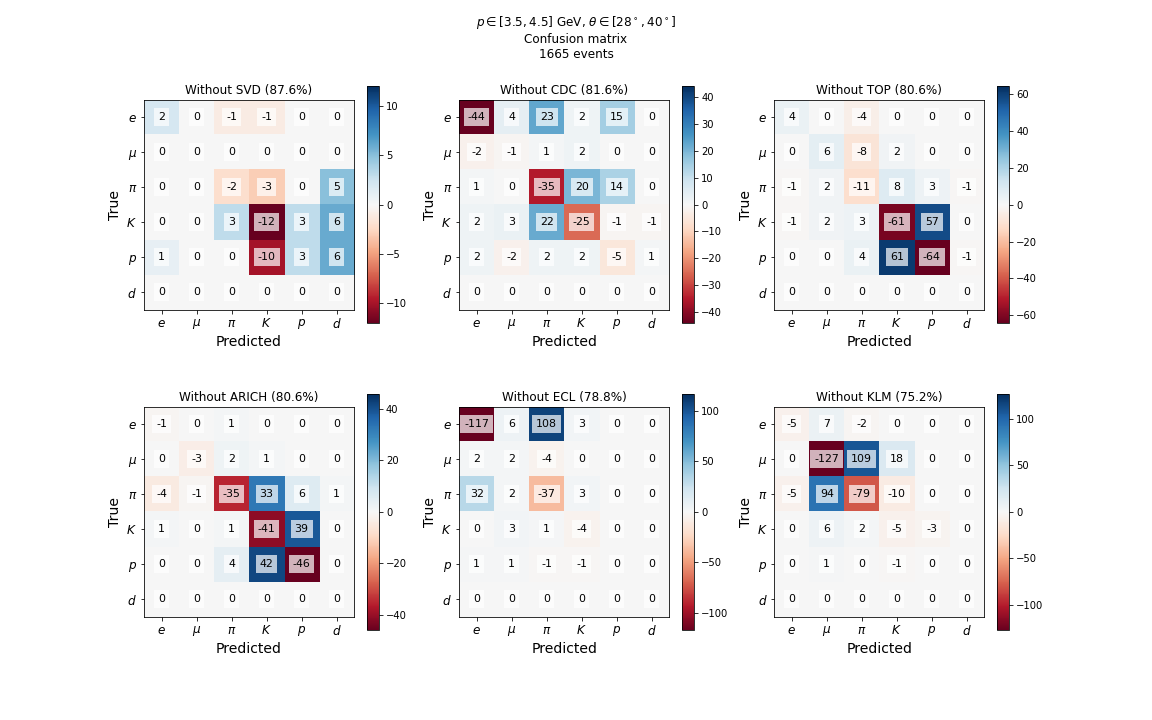 p ∈ [3.5, 4.5] GeV, θ ∈ [28°, 40°]
Confusion matrix
1665 events
Without SVD (87.6%)
e 2 0 -1 -1 0 0
μ 0 0 0 0 0 0
π 0 0 -2 -3 0 5
K 0 0 3 -12 3 6
p 1 0 0 -10 3 6
d 0 0 0 0 0 0
e μ π K p d
True
Predicted
10
5
0
−5
−10
Without CDC (81.6%)
e -44 4 23 2 15 0
μ -2 -1 1 2 0 0
π 1 0 -35 20 14 0
K 2 3 22 -25 -1 -1
p 2 -2 2 2 -5 1
d 0 0 0 0 0 0
e μ π K p d
True
Predicted
40
30
20
10
0
−10
−20
−30
−40
Without TOP (80.6%)
e 4 0 -4 0 0 0
μ 0 6 -8 2 0 0
π -1 2 -11 8 3 -1
K -1 2 3 -61 57 0
p 0 0 4 61 -64 -1
d 0 0 0 0 0 0
e μ π K p d
True
Predicted
60
40
20
0
−20
−40
−60
Without ARICH (80.6%)
e -1 0 1 0 0 0
μ 0 -3 2 1 0 0
π -4 -1 -35 33 6 1
K 1 0 1 -41 39 0
p 0 0 4 42 -46 0
d 0 0 0 0 0 0
e μ π K p d
True
Predicted
40
20
0
−20
−40
Without ECL (78.8%)
e -117 6 108 3 0 0
μ 2 2 -4 0 0 0
π 32 2 -37 3 0 0
K 0 3 1 -4 0 0
p 1 1 -1 -1 0 0
d 0 0 0 0 0 0
e μ π K p d
True
Predicted
100
50
0
−50
−100
Without KLM (75.2%)
e -5 7 -2 0 0 0
μ 0 -127 109 18 0 0
π -5 94 -79 -10 0 0
K 0 6 2 -5 -3 0
p 0 1 0 -1 0 0
d 0 0 0 0 0 0
e μ π K p d
True
Predicted
100
50
0
−50
−100